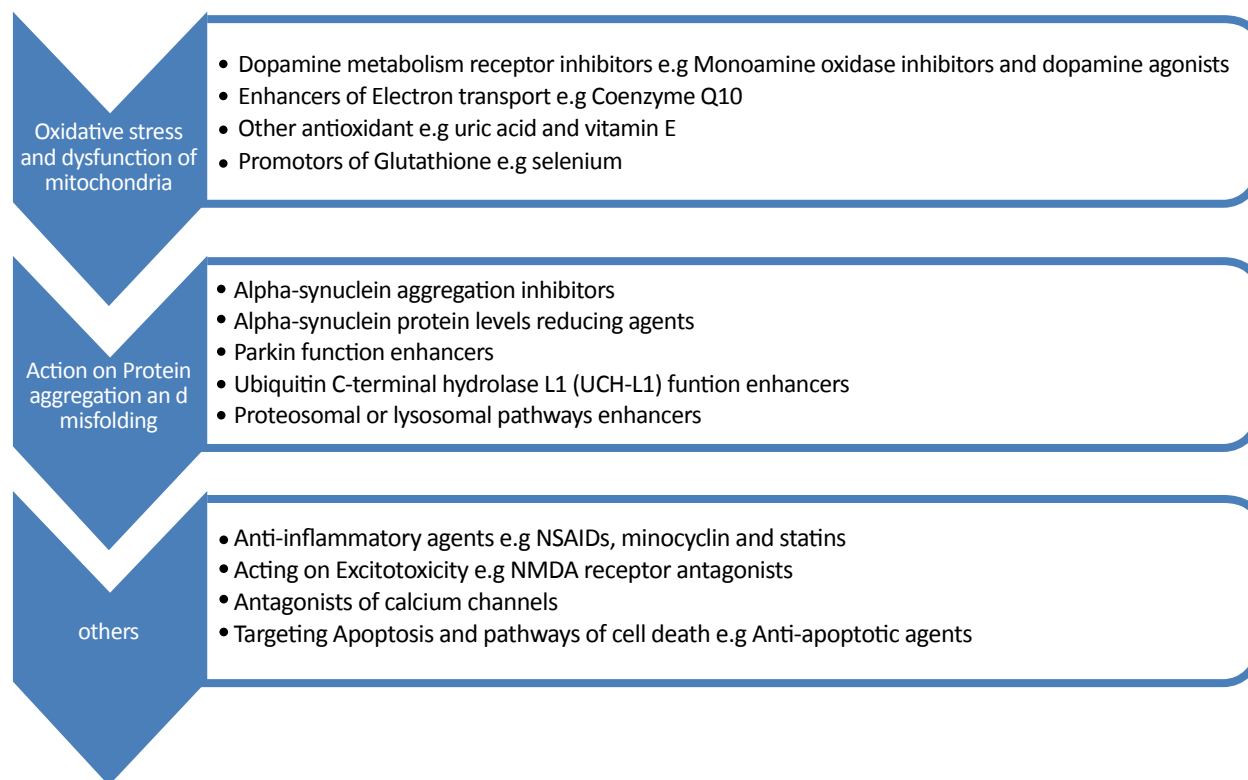 Oxidative stress
and dysfunction of
mitochondria
• Dopamine metabolism receptor inhibitors e.g Monoamine oxidase inhibitors and dopamine agonists
• Enhancers of Electron transport e.g Coenzyme Q10
• Other antioxidant e.g uric acid and vitamin E
• Promotors of Glutathione e.g selenium
Action on Protein
aggregation an d
misfolding
• Alpha-synuclein aggregation inhibitors
• Alpha-synuclein protein levels reducing agents
• Parkin function enhancers
• Ubiquitin C-terminal hydrolase L1 (UCH-L1) funtion enhancers
• Proteosomal or lysosomal pathways enhancers
others
• Anti-inflammatory agents e.g NSAIDs, minocyclin and statins
• Acting on Excitotoxicity e.g NMDA receptor antagonists
• Antagonists of calcium channels
• Targeting Apoptosis and pathways of cell death e.g Anti-apoptotic agents